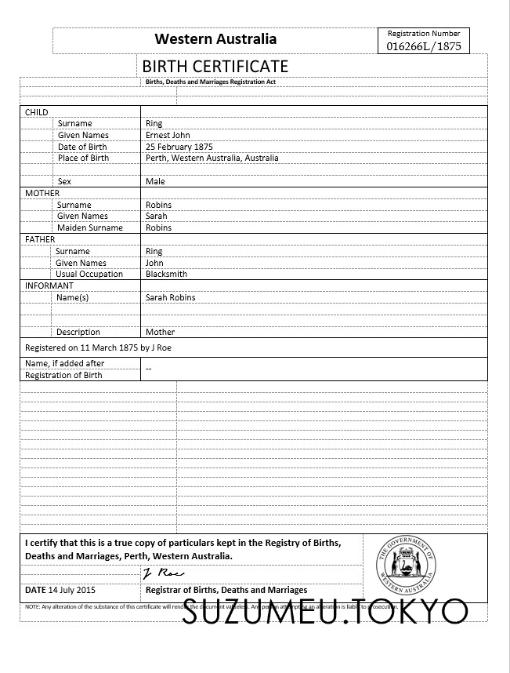 Western Australia
Registration Number
016266L/1875
BIRTH CERTIFICATE
Births, Deaths and Marriages Registration Act
CHILD
Surname Ring
Given Names Ernest John
Date of Birth 25 February 1875
Place of Birth Perth, Western Australia, Australia
Sex Male
MOTHER
Surname Robins
Given Names Sarah
Maiden Surname Robins
FATHER
Surname Ring
Given Names John
Usual Occupation Blacksmith
INFORMANT
Name(s) Sarah Robins
Description Mother
Registered on 11 March 1875 by J Roe
Name, if added after
Registration of Birth --
I certify that this is a true copy of particulars kept in the Registry of Births,
Deaths and Marriages, Perth, Western Australia.
J Roe
DATE 14 July 2015 Registrar of Births, Deaths and Marriages
THE GOVERNMENT OF WESTERN AUSTRALIA
NOTE: Any alteration of the substance of this certificate will render the document valueless. Any person attempting an alteration is liable to prosecution.
SUZUMEU.TOKYO